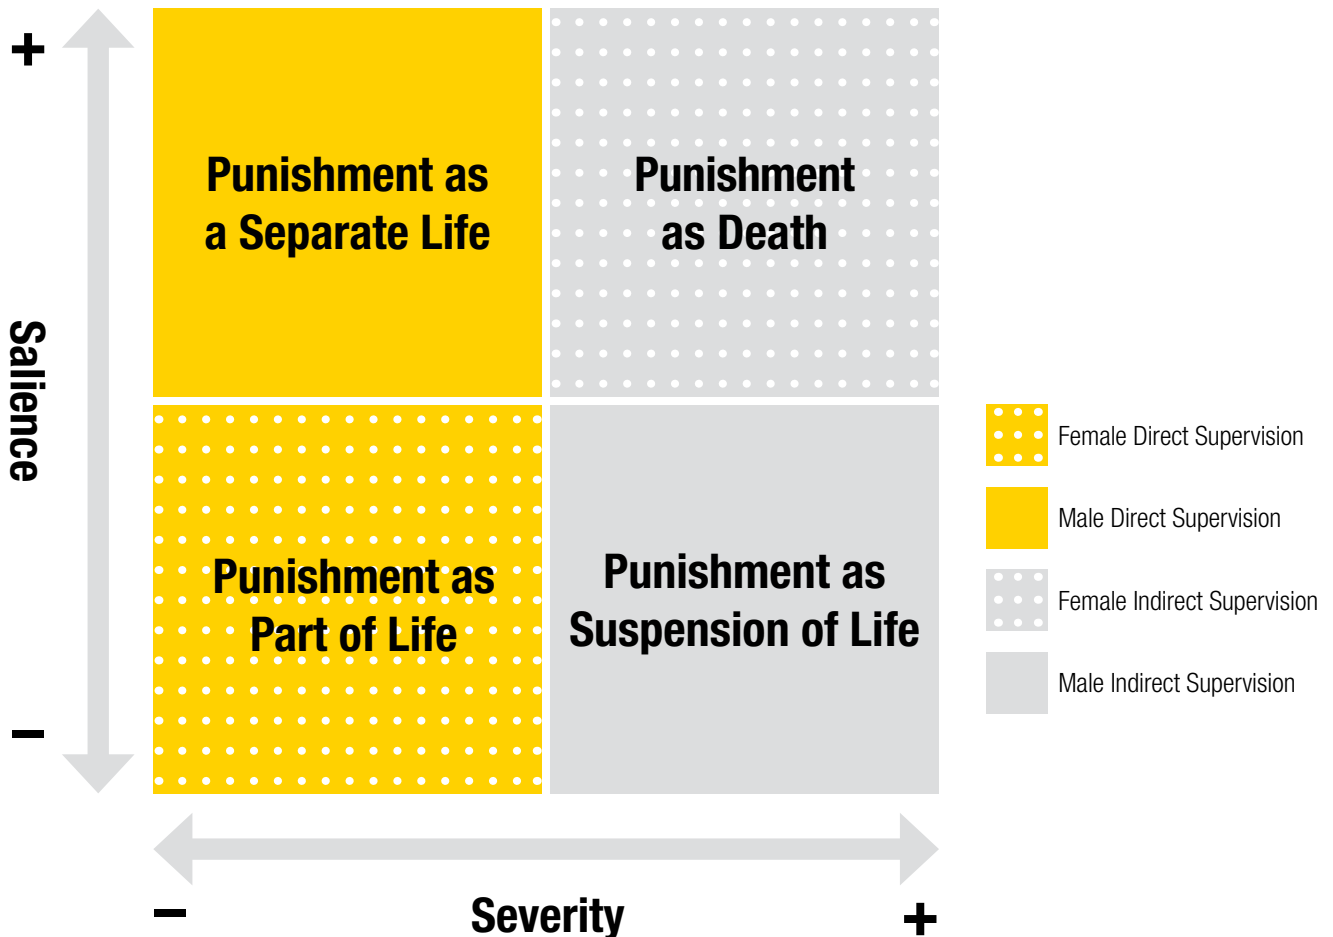 +
Punishment as
a Separate Life
Punishment
as Death
Salience
Punishment as
Part of Life
Punishment as
Suspension of Life
Female Direct Supervision
Male Direct Supervision
Female Indirect Supervision
Male Indirect Supervision
–
–
Severity
+